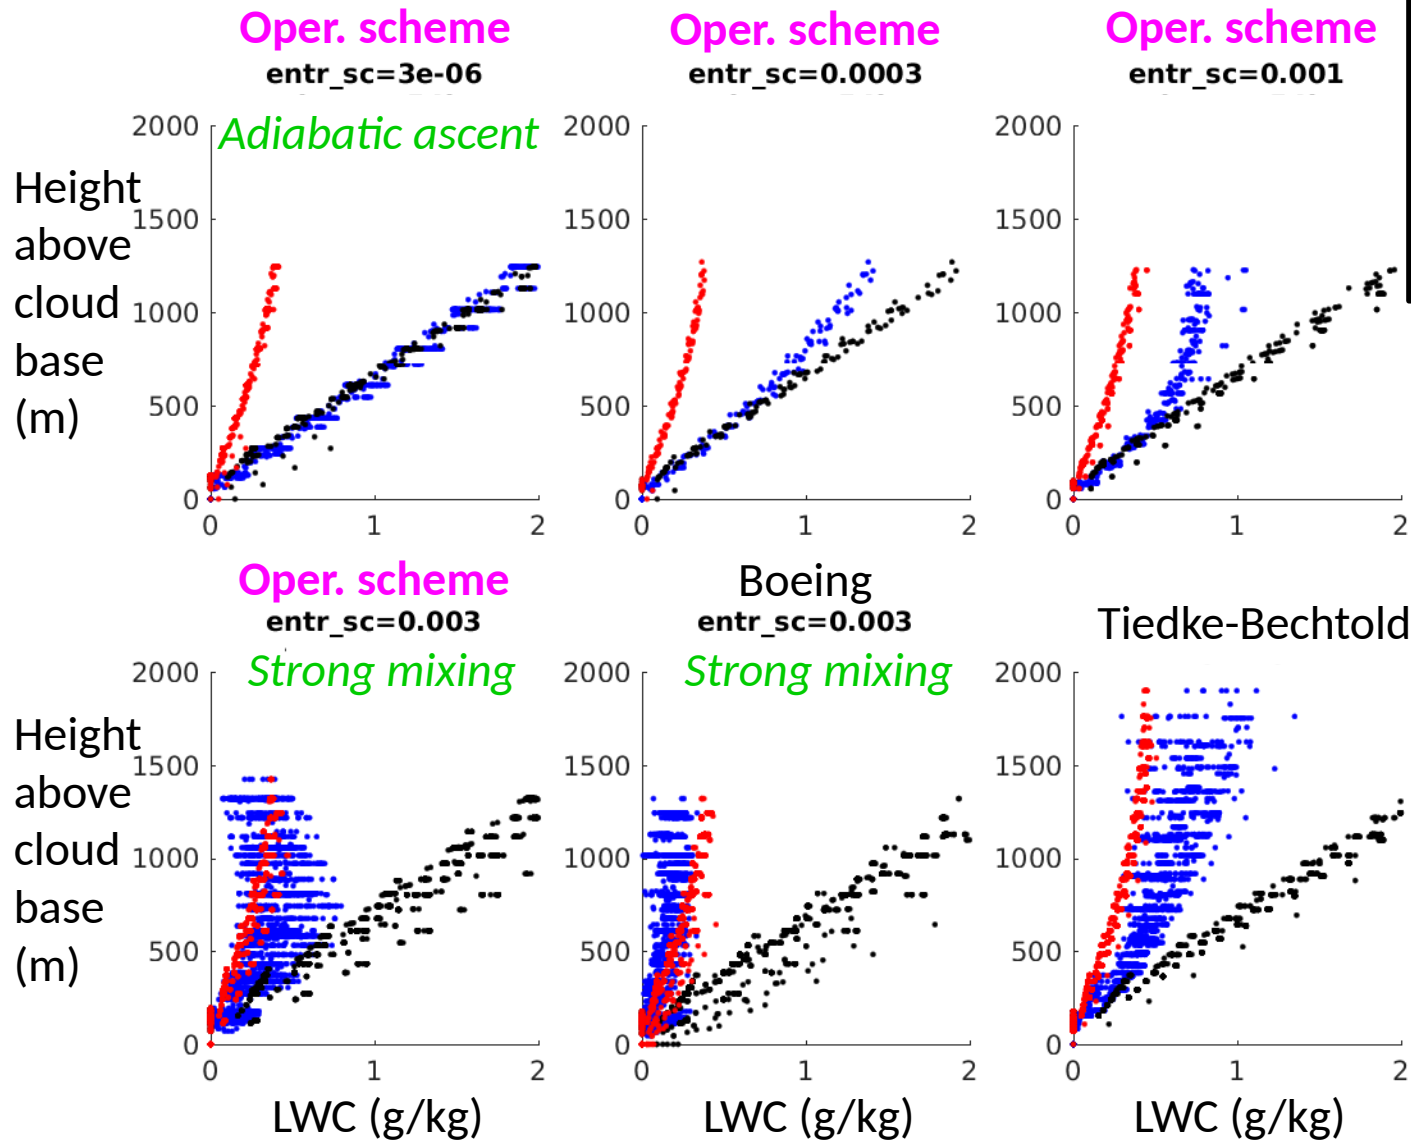 Oper. scheme
entr_sc=3e-06
Oper. scheme
entr_sc=0.0003
Oper. scheme
entr_sc=0.001
Adiabatic ascent
Height
above
cloud
base
(m)
2000
1500
1000
500
0
0 1 2
2000
1500
1000
500
0
0 1 2
2000
1500
1000
500
0
0 1 2
Oper. scheme
entr_sc=0.003
Strong mixing
Boeing
entr_sc=0.003
Strong mixing
Tiedke-Bechtold
Height
above
cloud
base
(m)
2000
1500
1000
500
0
0 1 2
LWC (g/kg)
2000
1500
1000
500
0
0 1 2
LWC (g/kg)
2000
1500
1000
500
0
0 1 2
LWC (g/kg)